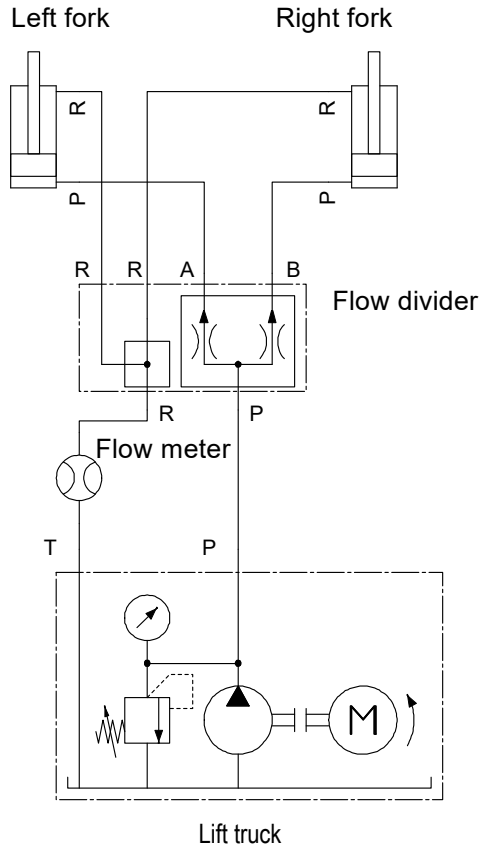 Left fork
Right fork
R
R
P
P
R
R
A
B
Flow divider
R
P
Flow meter
T
P
M
Lift truck